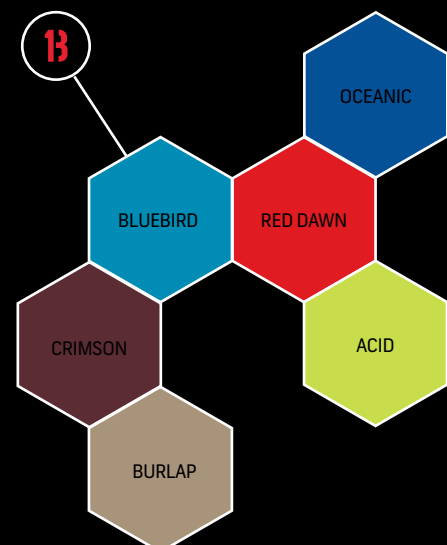 13
OCEANIC
BLUEBIRD
RED DAWN
CRIMSON
ACID
BURLAP